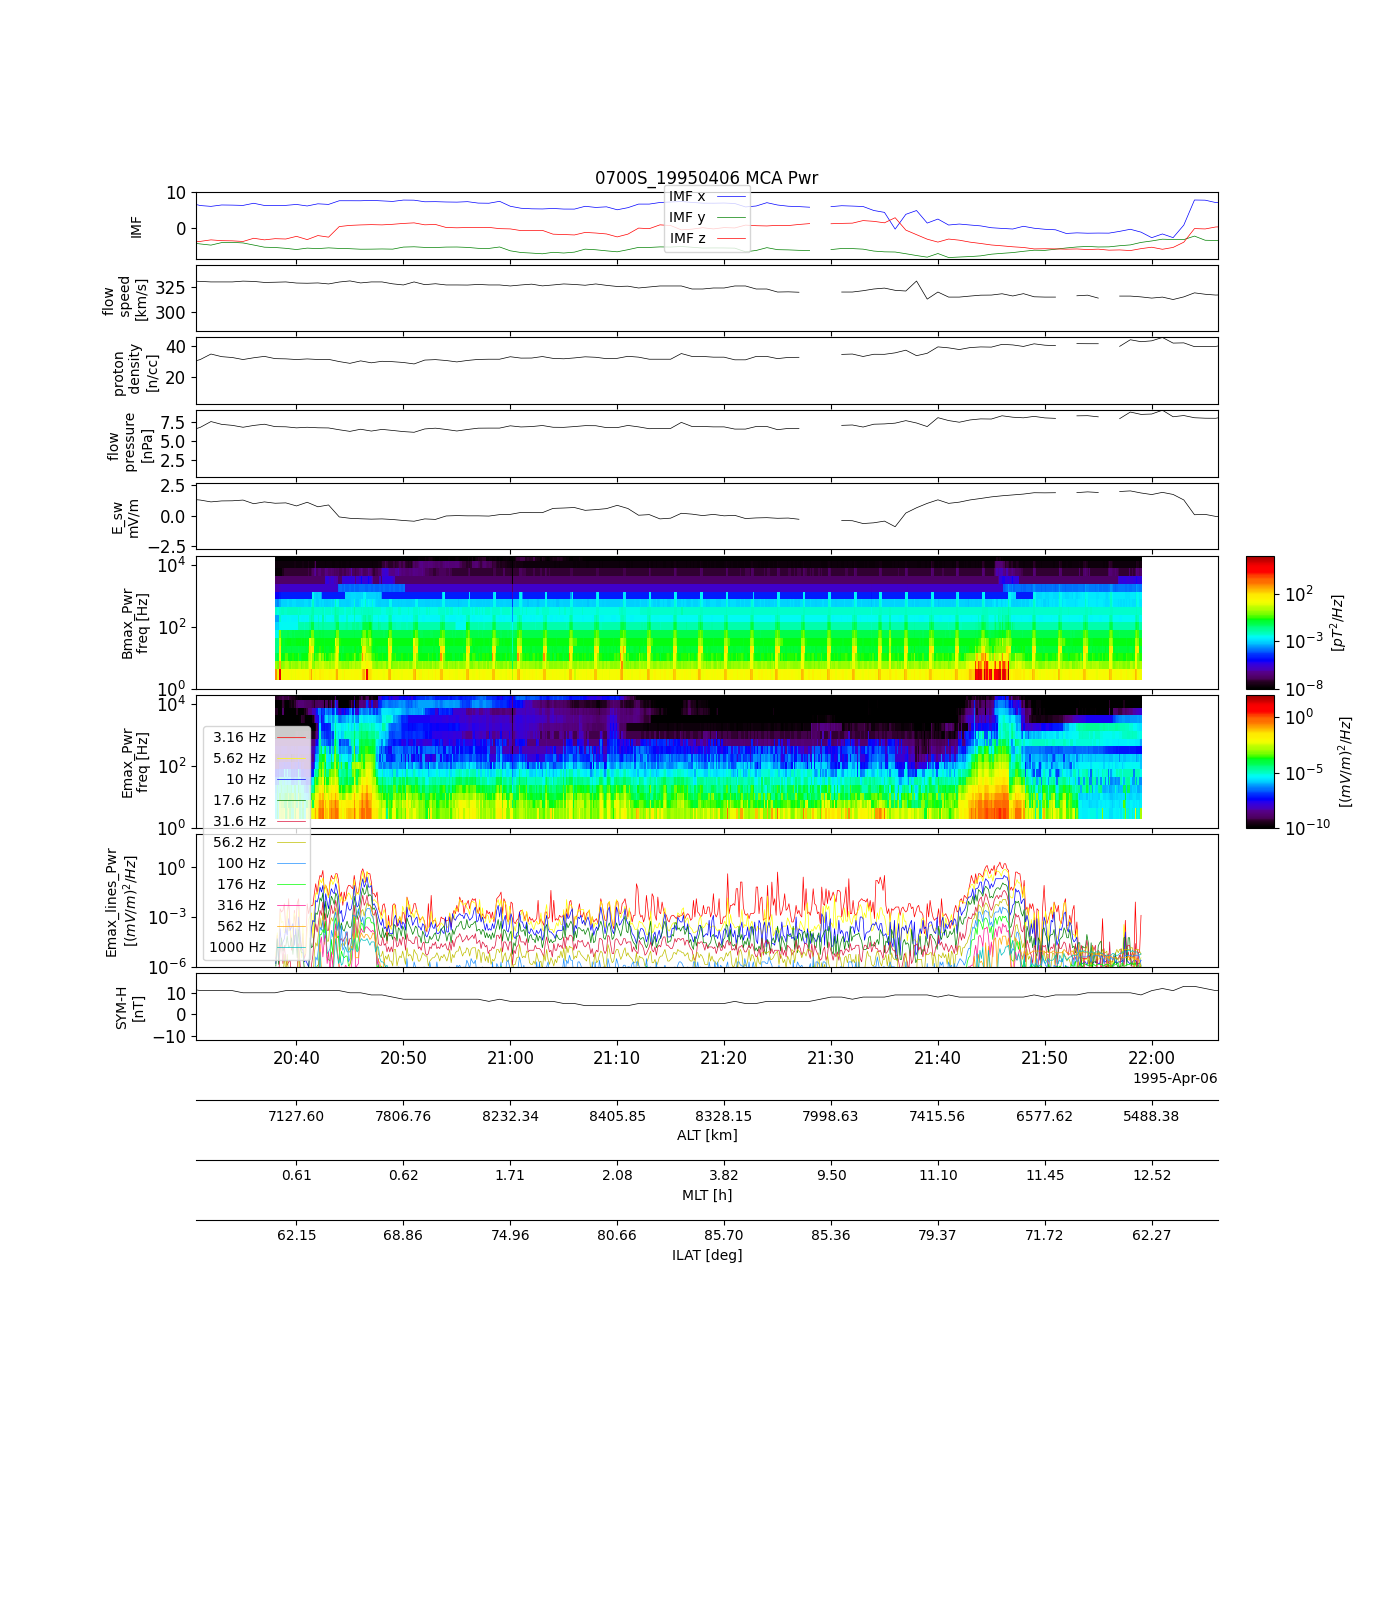 0700S_19950406 MCA Pwr
10
0
IMF
IMF x
IMF y
IMF z
325
300
flow
speed
[km/s]
40
20
proton
density
[n/cc]
7.5
5.0
2.5
flow
pressure
[nPa]
2.5
0.0
−2.5
E_sw
mV/m
10^4
10^2
10^0
Bmax_Pwr
freq [Hz]
10^2
10^−3
10^−8
[pT^2/Hz]
10^4
10^2
10^0
Emax_Pwr
freq [Hz]
10^0
10^−5
10^−10
[(mV/m)^2/Hz]
3.16 Hz
5.62 Hz
10 Hz
17.6 Hz
31.6 Hz
56.2 Hz
100 Hz
176 Hz
316 Hz
562 Hz
1000 Hz
10^0
10^−3
10^−6
Emax_lines_Pwr
[(mV/m)^2/Hz]
10
0
−10
SYM-H
[nT]
20:40 20:50 21:00 21:10 21:20 21:30 21:40 21:50 22:00
1995-Apr-06
7127.60 7806.76 8232.34 8405.85 8328.15 7998.63 7415.56 6577.62 5488.38
ALT [km]
0.61 0.62 1.71 2.08 3.82 9.50 11.10 11.45 12.52
MLT [h]
62.15 68.86 74.96 80.66 85.70 85.36 79.37 71.72 62.27
ILAT [deg]